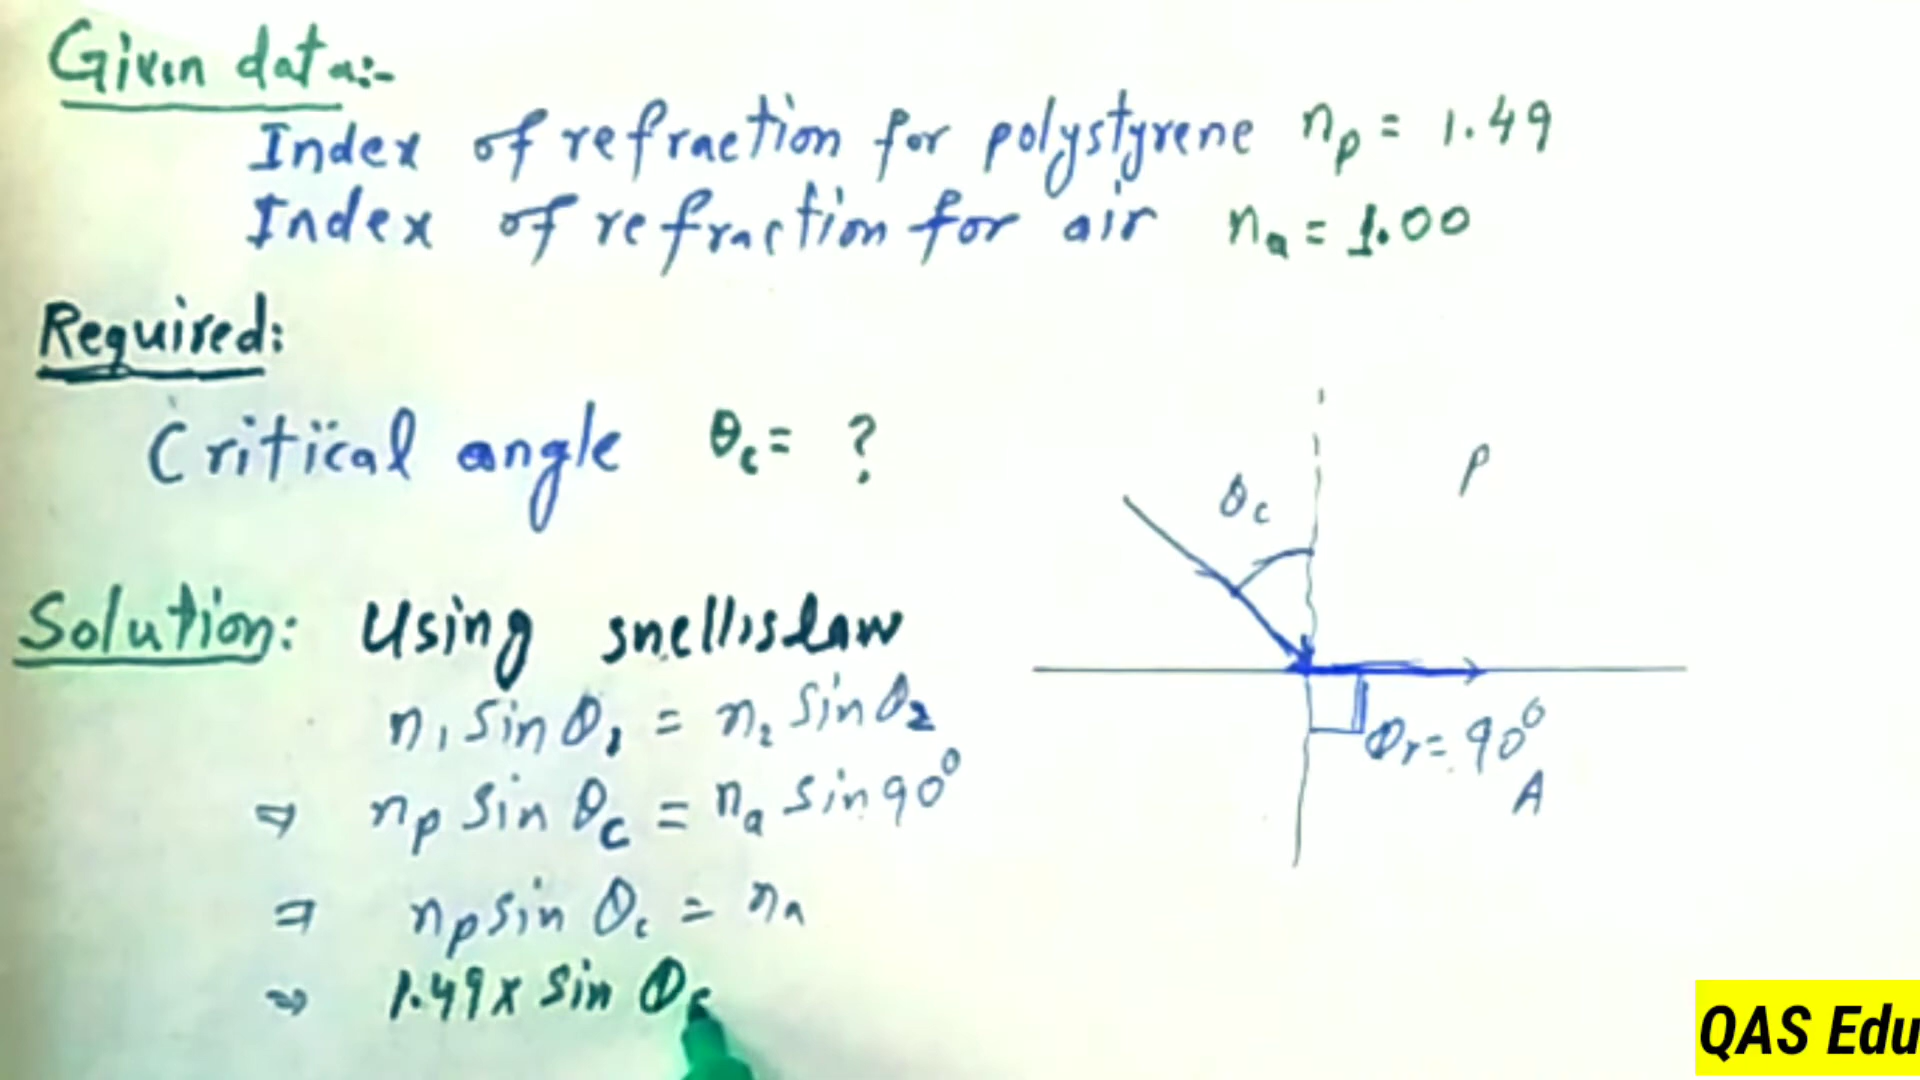 Given data:-
Index of refraction for polystyrene np = 1.49
Index of refraction for air na = 1.00
Required:
Critical angle θc = ?
Solution: Using snell's law
n₁ sin θ₁ = n₂ sin θ₂
⇒ np sin θc = na sin 90°
⇒ np sin θc = na
⇒ 1.49 x sin θc
θc
P
θr = 90°
A
QAS Edu